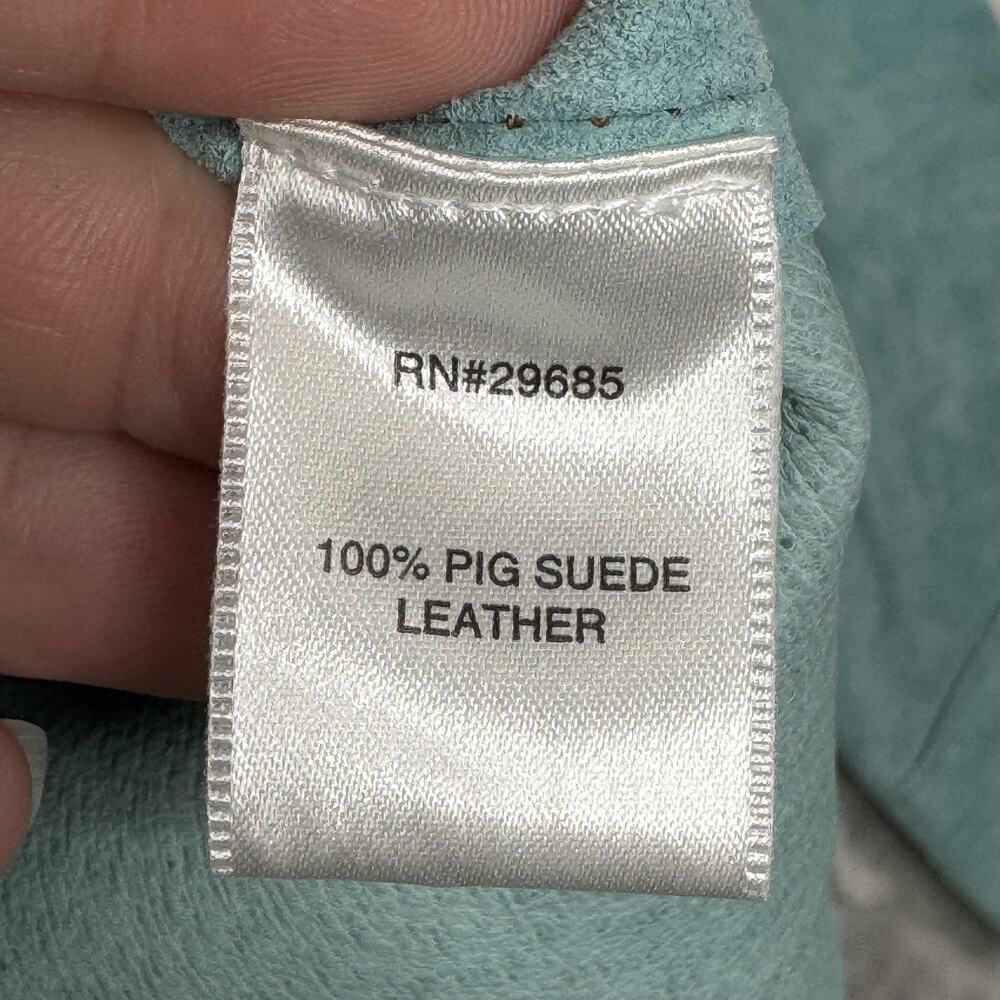 RN#29685
100% PIG SUEDE
LEATHER